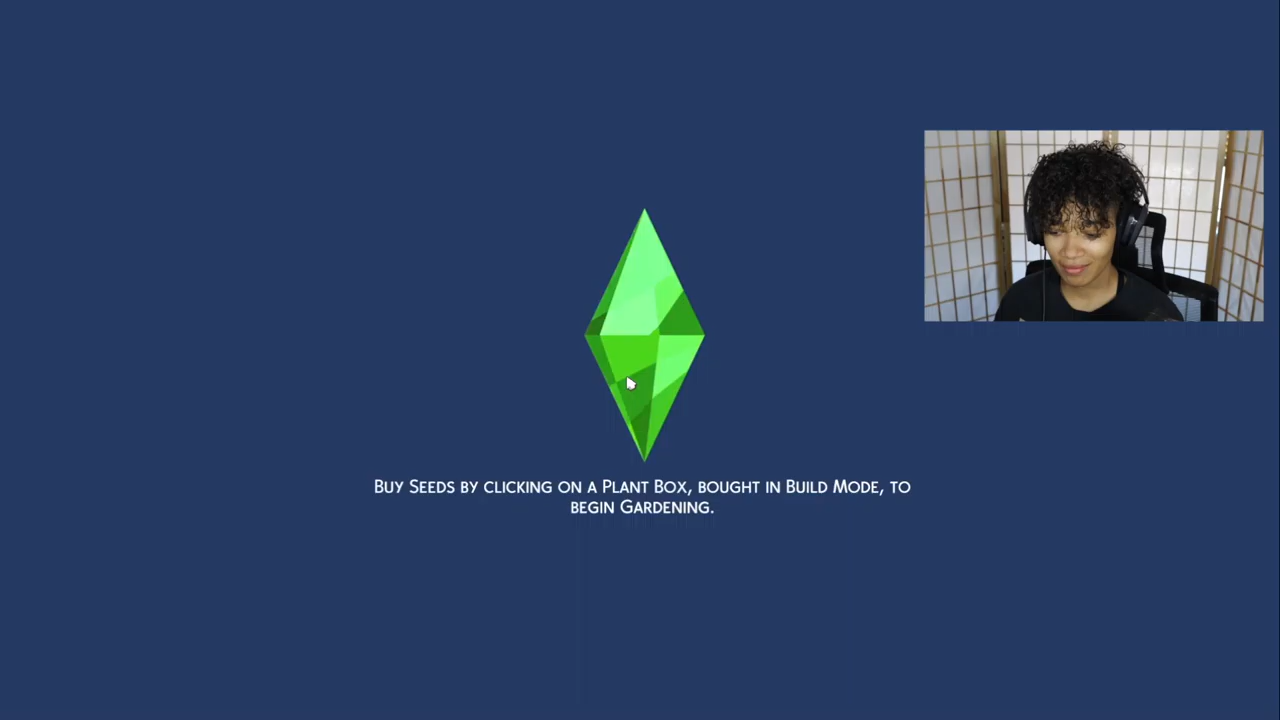 Buy Seeds by clicking on a Plant Box, bought in Build Mode, to
begin Gardening.